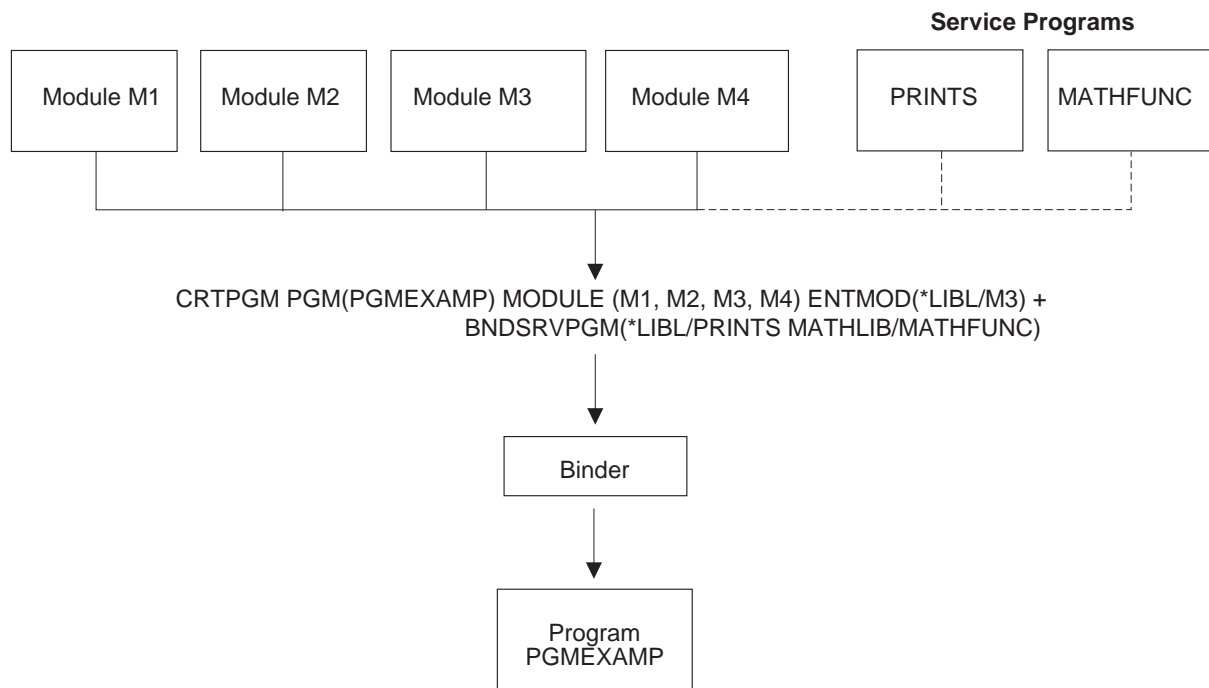 Service Programs
Module M1
Module M2
Module M3
Module M4
PRINTS
MATHFUNC
CRTPGM PGM(PGMEXAMP) MODULE (M1, M2, M3, M4) ENTMOD(*LIBL/M3) +
BNDSRVPGM(*LIBL/PRINTS MATHLIB/MATHFUNC)
Binder
Program
PGMEXAMP